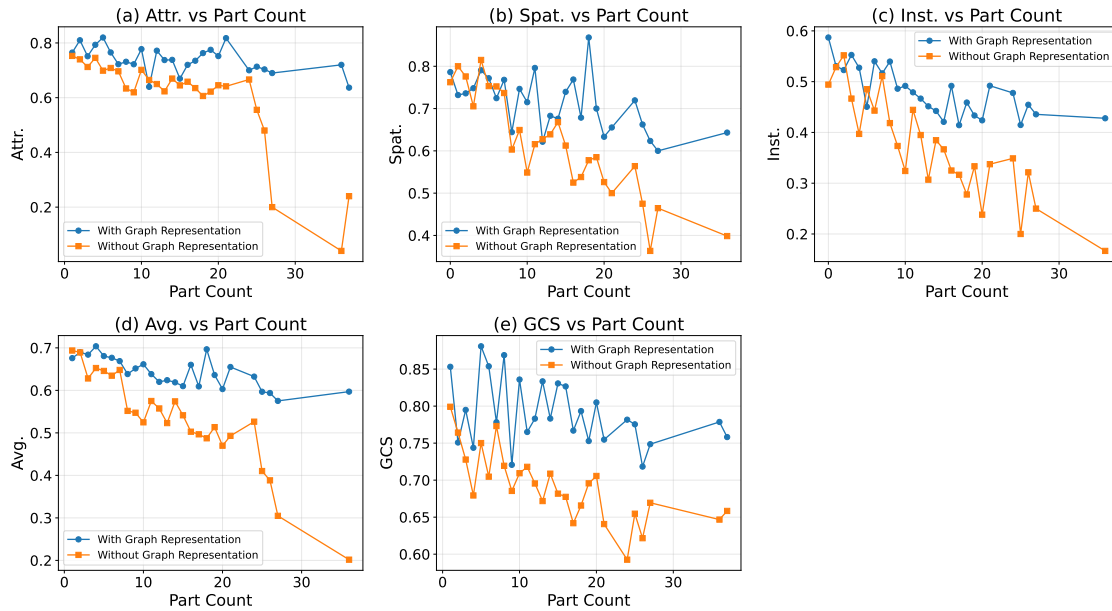 (a) Attr. vs Part Count
Attr.
0.8
0.6
0.4
0.2
0
10
20
30
With Graph Representation
Without Graph Representation
Part Count
(b) Spat. vs Part Count
Spat.
0.8
0.7
0.6
0.5
0.4
0
10
20
30
With Graph Representation
Without Graph Representation
Part Count
(c) Inst. vs Part Count
Inst.
0.6
0.5
0.4
0.3
0.2
0
10
20
30
With Graph Representation
Without Graph Representation
Part Count
(d) Avg. vs Part Count
Avg.
0.7
0.6
0.5
0.4
0.3
0.2
0
10
20
30
With Graph Representation
Without Graph Representation
Part Count
(e) GCS vs Part Count
GCS
0.85
0.80
0.75
0.70
0.65
0.60
0
10
20
30
With Graph Representation
Without Graph Representation
Part Count